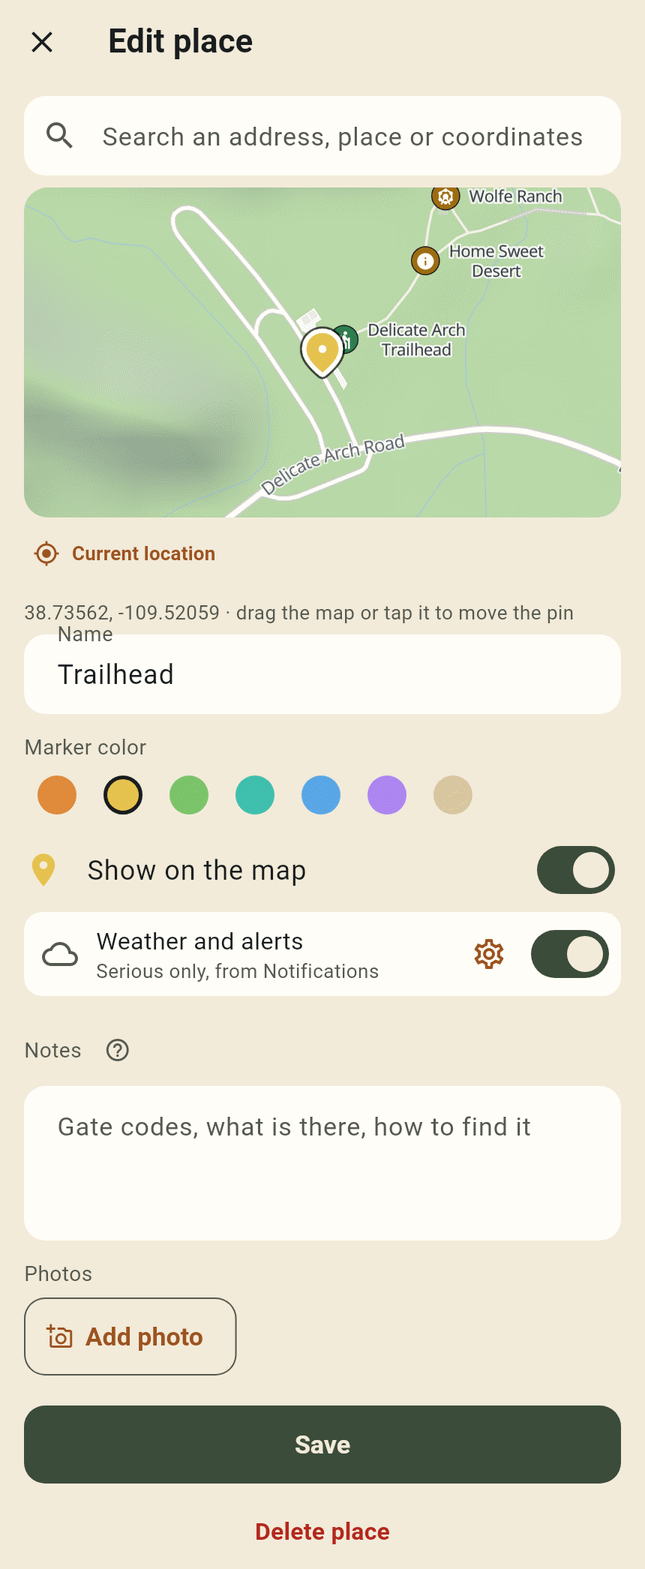 Edit place
Search an address, place or coordinates
Wolfe Ranch
Home Sweet
Desert
Delicate Arch
Trailhead
Delicate Arch Road
Current location
38.73562, -109.52059 · drag the map or tap it to move the pin
Name
Trailhead
Marker color
Show on the map
Weather and alerts
Serious only, from Notifications
Notes
Gate codes, what is there, how to find it
Photos
Add photo
Save
Delete place